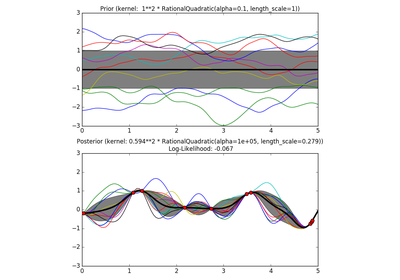 Prior (kernel: 1**2 * RationalQuadratic(alpha=0.1, length_scale=1))
3
2
1
0
−1
−2
−3
0 1 2 3 4 5
Posterior (kernel: 0.594**2 * RationalQuadratic(alpha=1e+05, length_scale=0.279))
Log-Likelihood: -0.067
3
2
1
0
−1
−2
−3
0 1 2 3 4 5